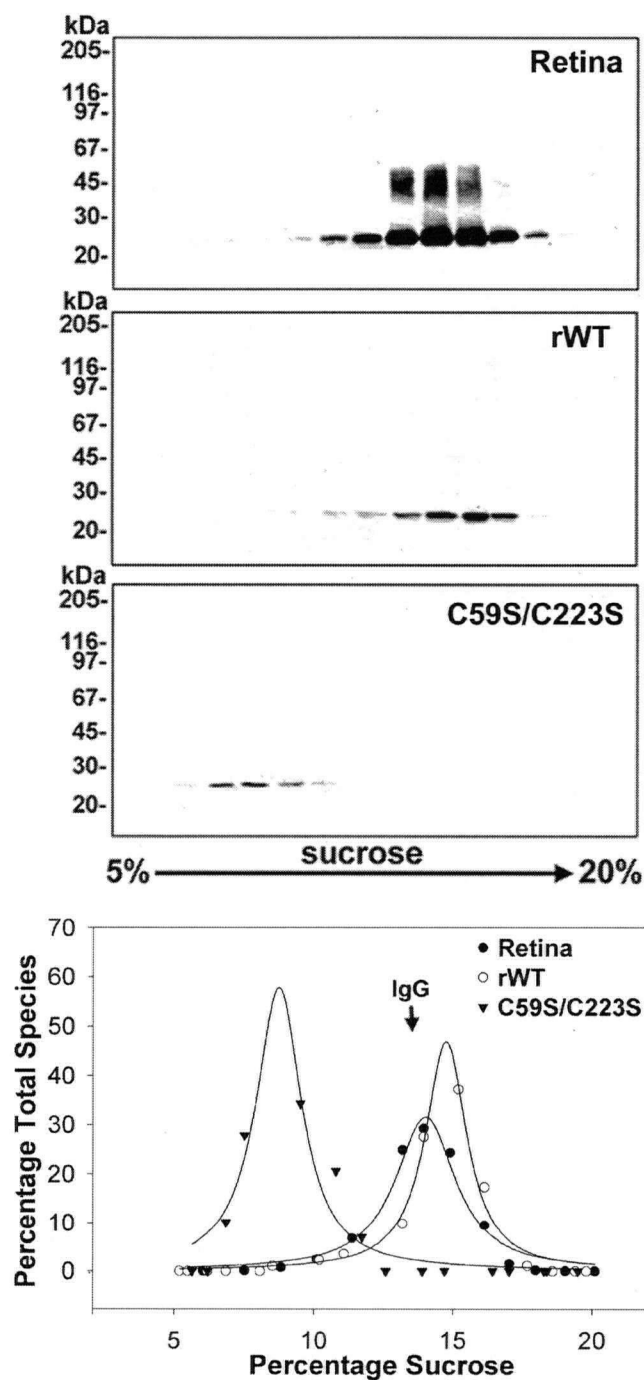 kDa
205-
116-
97-
67-
45-
30-
20-
Retina
kDa
205-
116-
97-
67-
45-
30-
20-
rWT
kDa
205-
116-
97-
67-
45-
30-
20-
C59S/C223S
5% sucrose 20%
Percentage Total Species
70
60
50
40
30
20
10
0
IgG
Retina
rWT
C59S/C223S
5 10 15 20
Percentage Sucrose